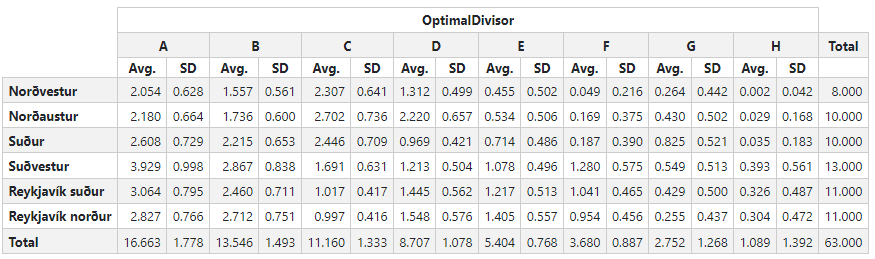 OptimalDivisor
A B C D E F G H Total
Avg. SD Avg. SD Avg. SD Avg. SD Avg. SD Avg. SD Avg. SD Avg. SD
Norðvestur 2.054 0.628 1.557 0.561 2.307 0.641 1.312 0.499 0.455 0.502 0.049 0.216 0.264 0.442 0.002 0.042 8.000
Norðaustur 2.180 0.664 1.736 0.600 2.702 0.736 2.220 0.657 0.534 0.506 0.169 0.375 0.430 0.502 0.029 0.168 10.000
Suður 2.608 0.729 2.215 0.653 2.446 0.709 0.969 0.421 0.714 0.486 0.187 0.390 0.825 0.521 0.035 0.183 10.000
Suðvestur 3.929 0.998 2.867 0.838 1.691 0.631 1.213 0.504 1.078 0.496 1.280 0.575 0.549 0.513 0.393 0.561 13.000
Reykjavík suður 3.064 0.795 2.460 0.711 1.017 0.417 1.445 0.562 1.217 0.513 1.041 0.465 0.429 0.500 0.326 0.487 11.000
Reykjavík norður 2.827 0.766 2.712 0.751 0.997 0.416 1.548 0.576 1.405 0.557 0.954 0.456 0.255 0.437 0.304 0.472 11.000
Total 16.663 1.778 13.546 1.493 11.160 1.333 8.707 1.078 5.404 0.768 3.680 0.887 2.752 1.268 1.089 1.392 63.000